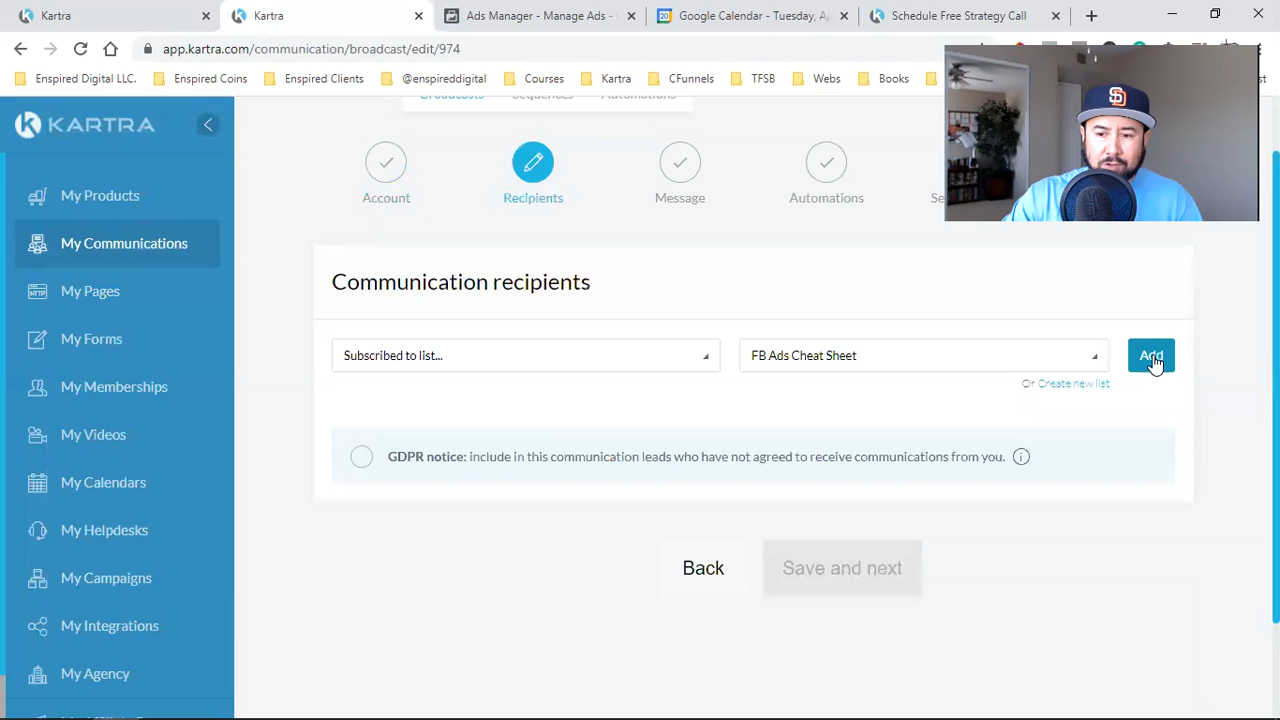 Kartra
Kartra
Ads Manager - Manage Ads -
Google Calendar - Tuesday, Ap
Schedule Free Strategy Call
app.kartra.com/communication/broadcast/edit/974
Enspired Digital LLC.
Enspired Coins
Enspired Clients
@enspireddigital
Courses
Kartra
CFunnels
TFSB
Webs
Books
KARTRA
Broadcasts
Sequences
Automations
Account
Recipients
Message
Automations
My Products
My Communications
My Pages
My Forms
My Memberships
My Videos
My Calendars
My Helpdesks
My Campaigns
My Integrations
My Agency
Communication recipients
Subscribed to list...
FB Ads Cheat Sheet
Add
Or Create new list
GDPR notice: include in this communication leads who have not agreed to receive communications from you.
Back
Save and next